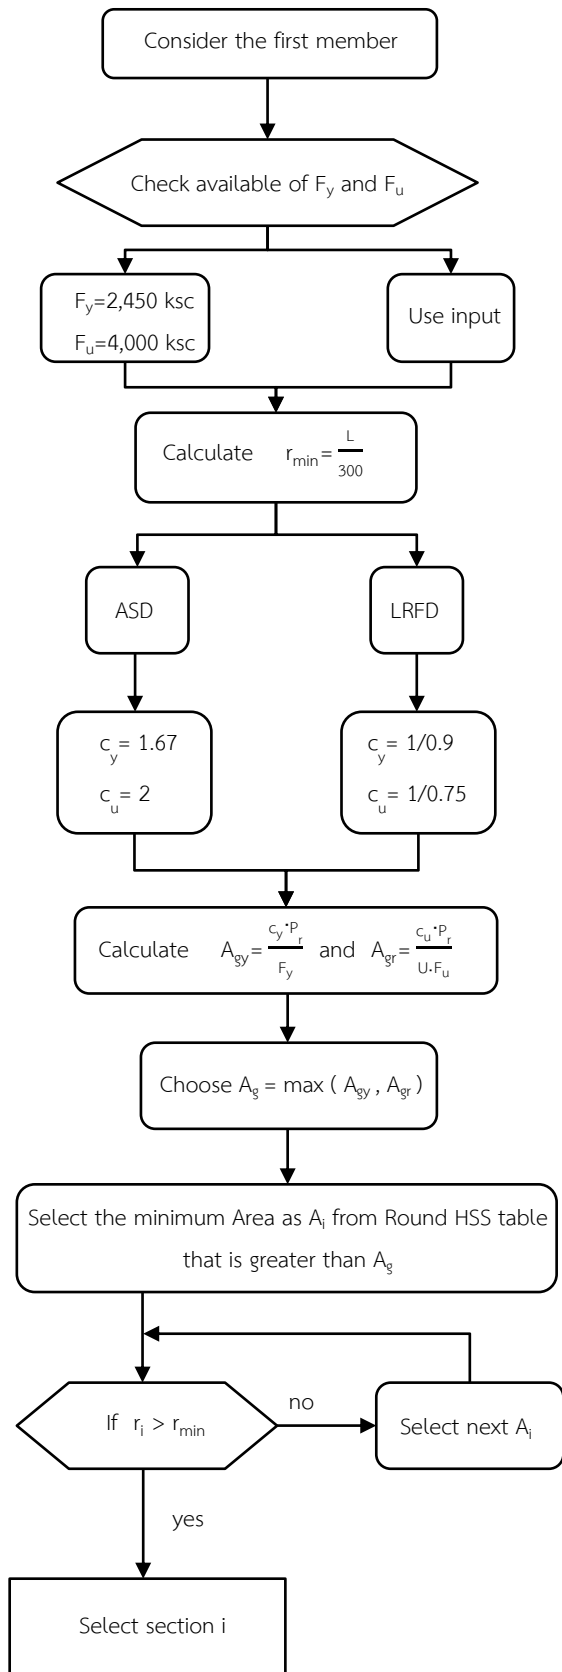 Consider the first member
Check available of Fy and Fu
Fy=2,450 ksc
Fu=4,000 ksc
Use input
Calculate rmin= L/300
ASD
LRFD
cy= 1.67
cu= 2
cy= 1/0.9
cu= 1/0.75
Calculate Agy= cy·Pr/Fy and Agr= cu·Pr/U.Fu
Choose Ag = max ( Agy , Agr )
Select the minimum Area as Ai from Round HSS table
that is greater than Ag
If ri > rmin
no
Select next Ai
yes
Select section i